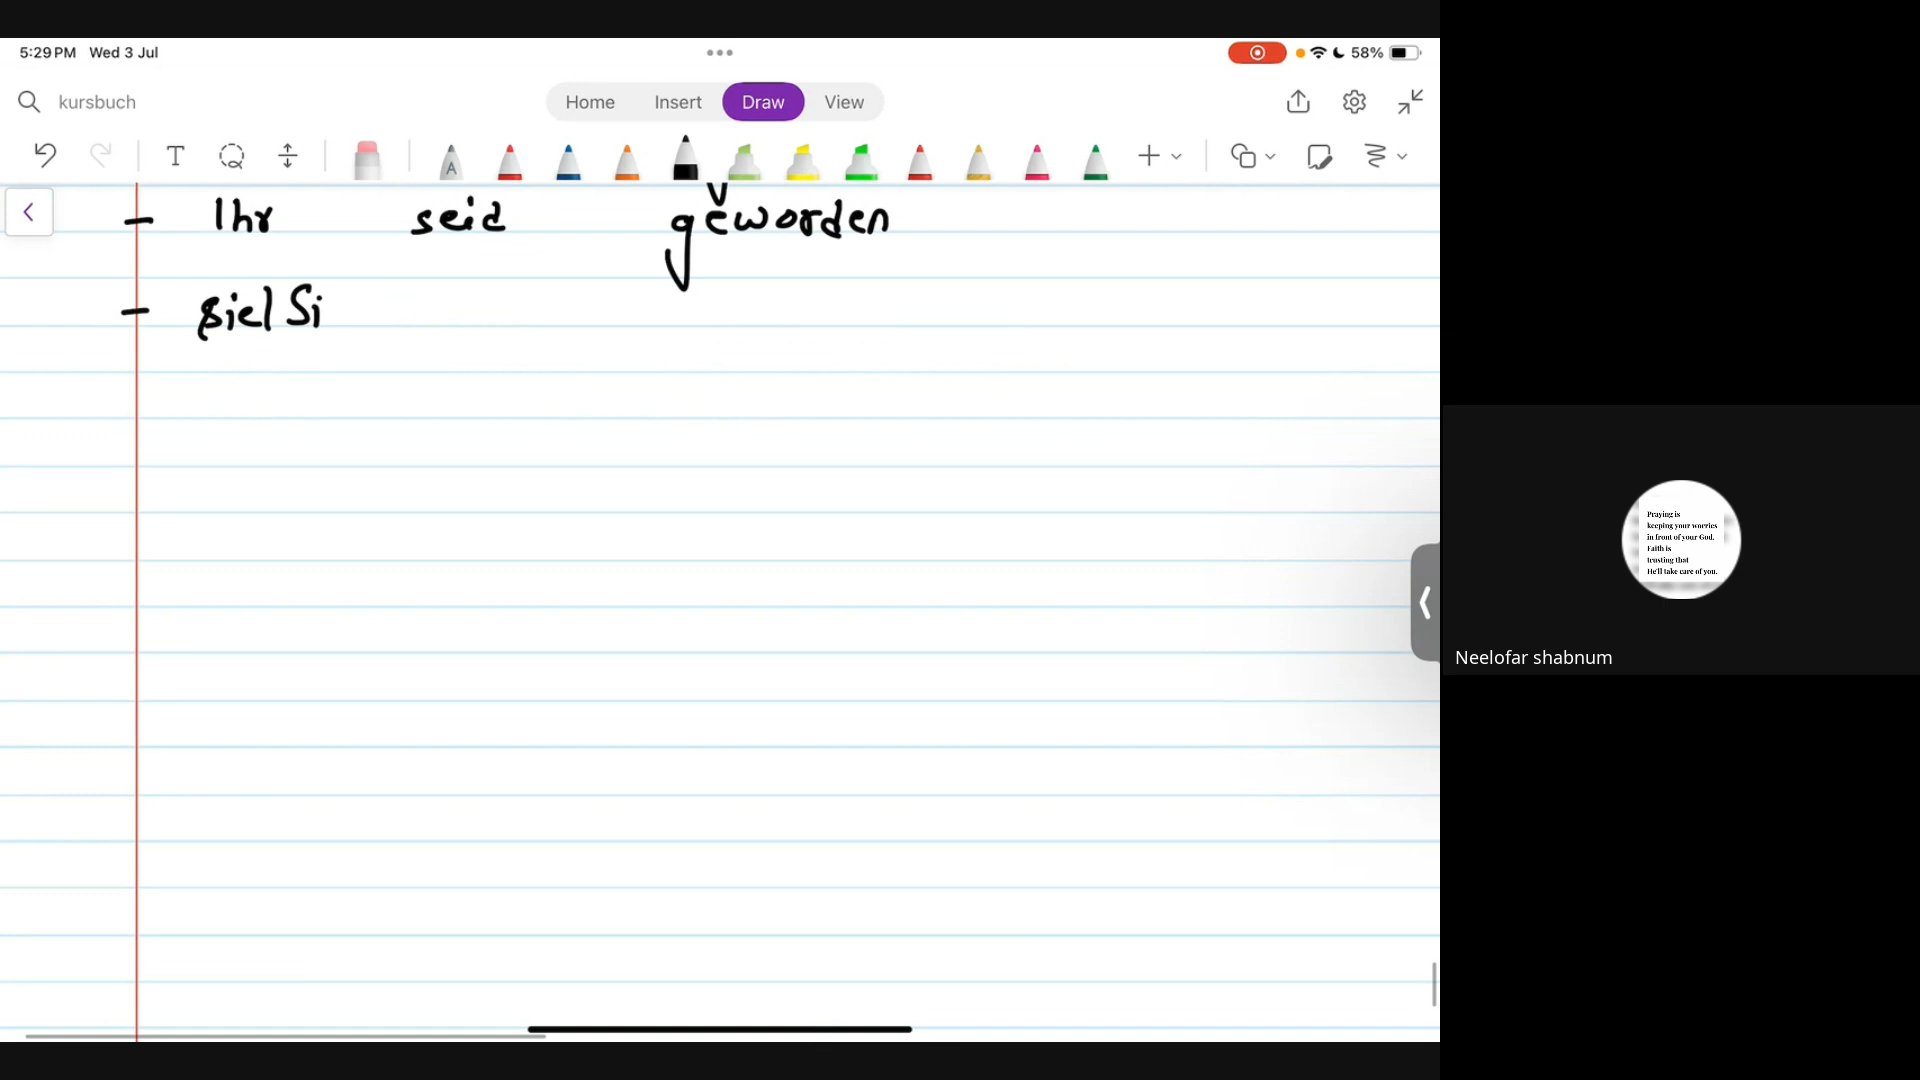 5:29 PM Wed 3 Jul 58%
kursbuch Home Insert Draw View
A
- Ihr seid geworden
- sie/Si
Praying is
keeping your worries
in front of your God.
Faith is
trusting that
He'll take care of you.
Neelofar shabnum